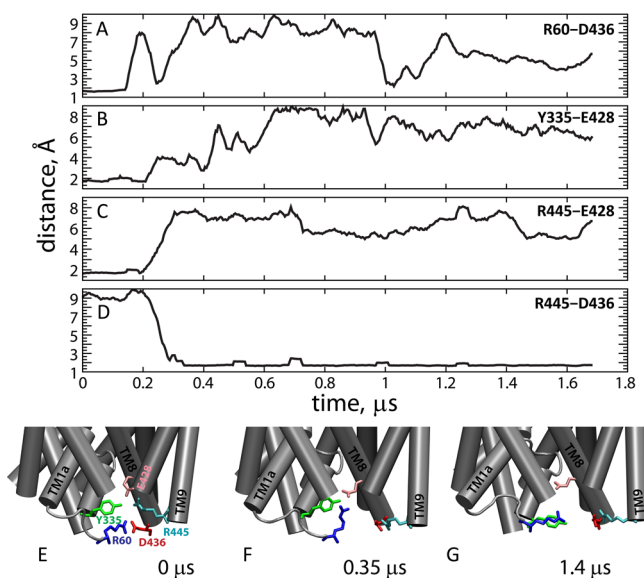 A
R60–D436
9
7
5
3
1
B
Y335–E428
8
6
4
2
C
R445–E428
8
6
4
2
D
R445–D436
9
7
5
3
1
distance, Å
0 0.2 0.4 0.6 0.8 1 1.2 1.4 1.6 1.8
time, μs
TM1a
TM8
E428
TM9
Y335
R445
R60
D436
E
0 μs
TM1a
TM8
TM9
F
0.35 μs
TM1a
TM8
TM9
G
1.4 μs